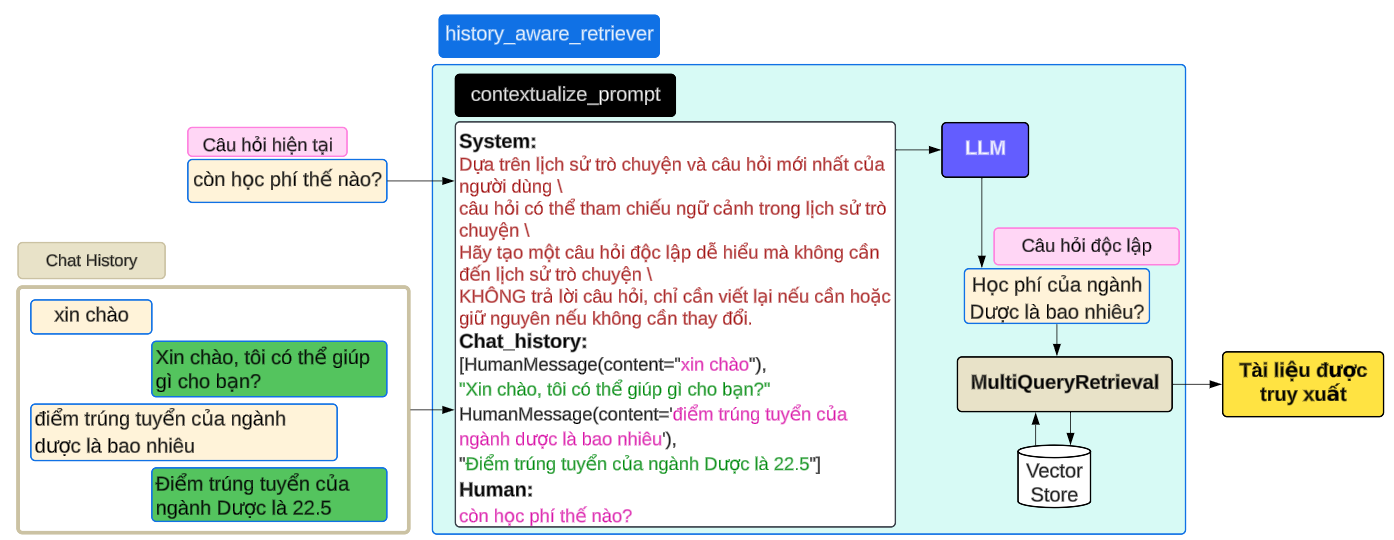 history_aware_retriever
contextualize_prompt
Câu hỏi hiện tại
còn học phí thế nào?
Chat History
xin chào
Xin chào, tôi có thể giúp
gì cho bạn?
điểm trúng tuyển của ngành
dược là bao nhiêu
Điểm trúng tuyển của
ngành Dược là 22.5
System:
Dựa trên lịch sử trò chuyện và câu hỏi mới nhất của
người dùng \
câu hỏi có thể tham chiếu ngữ cảnh trong lịch sử trò
chuyện \
Hãy tạo một câu hỏi độc lập dễ hiểu mà không cần
đến lịch sử trò chuyện \
KHÔNG trả lời câu hỏi, chỉ cần viết lại nếu cần hoặc
giữ nguyên nếu không cần thay đổi.
Chat_history:
[HumanMessage(content="xin chào"),
"Xin chào, tôi có thể giúp gì cho bạn?"
HumanMessage(content='điểm trúng tuyển của
ngành dược là bao nhiêu'),
"Điểm trúng tuyển của ngành Dược là 22.5"]
Human:
còn học phí thế nào?
LLM
Câu hỏi độc lập
Học phí của ngành
Dược là bao nhiêu?
MultiQueryRetrieval
Vector
Store
Tài liệu được
truy xuất